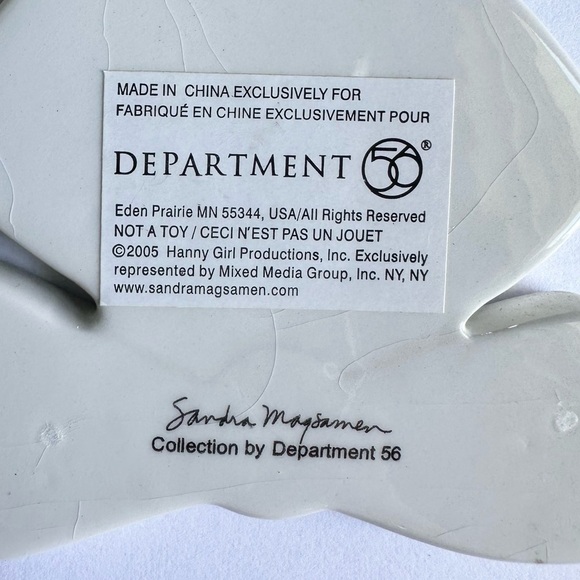 MADE IN CHINA EXCLUSIVELY FOR
FABRIQUÉ EN CHINE EXCLUSIVEMENT POUR
DEPARTMENT 56®
Eden Prairie MN 55344, USA/All Rights Reserved
NOT A TOY / CECI N'EST PAS UN JOUET
©2005 Hanny Girl Productions, Inc. Exclusively
represented by Mixed Media Group, Inc. NY, NY
www.sandramagsamen.com
Sandra Magsamen
Collection by Department 56